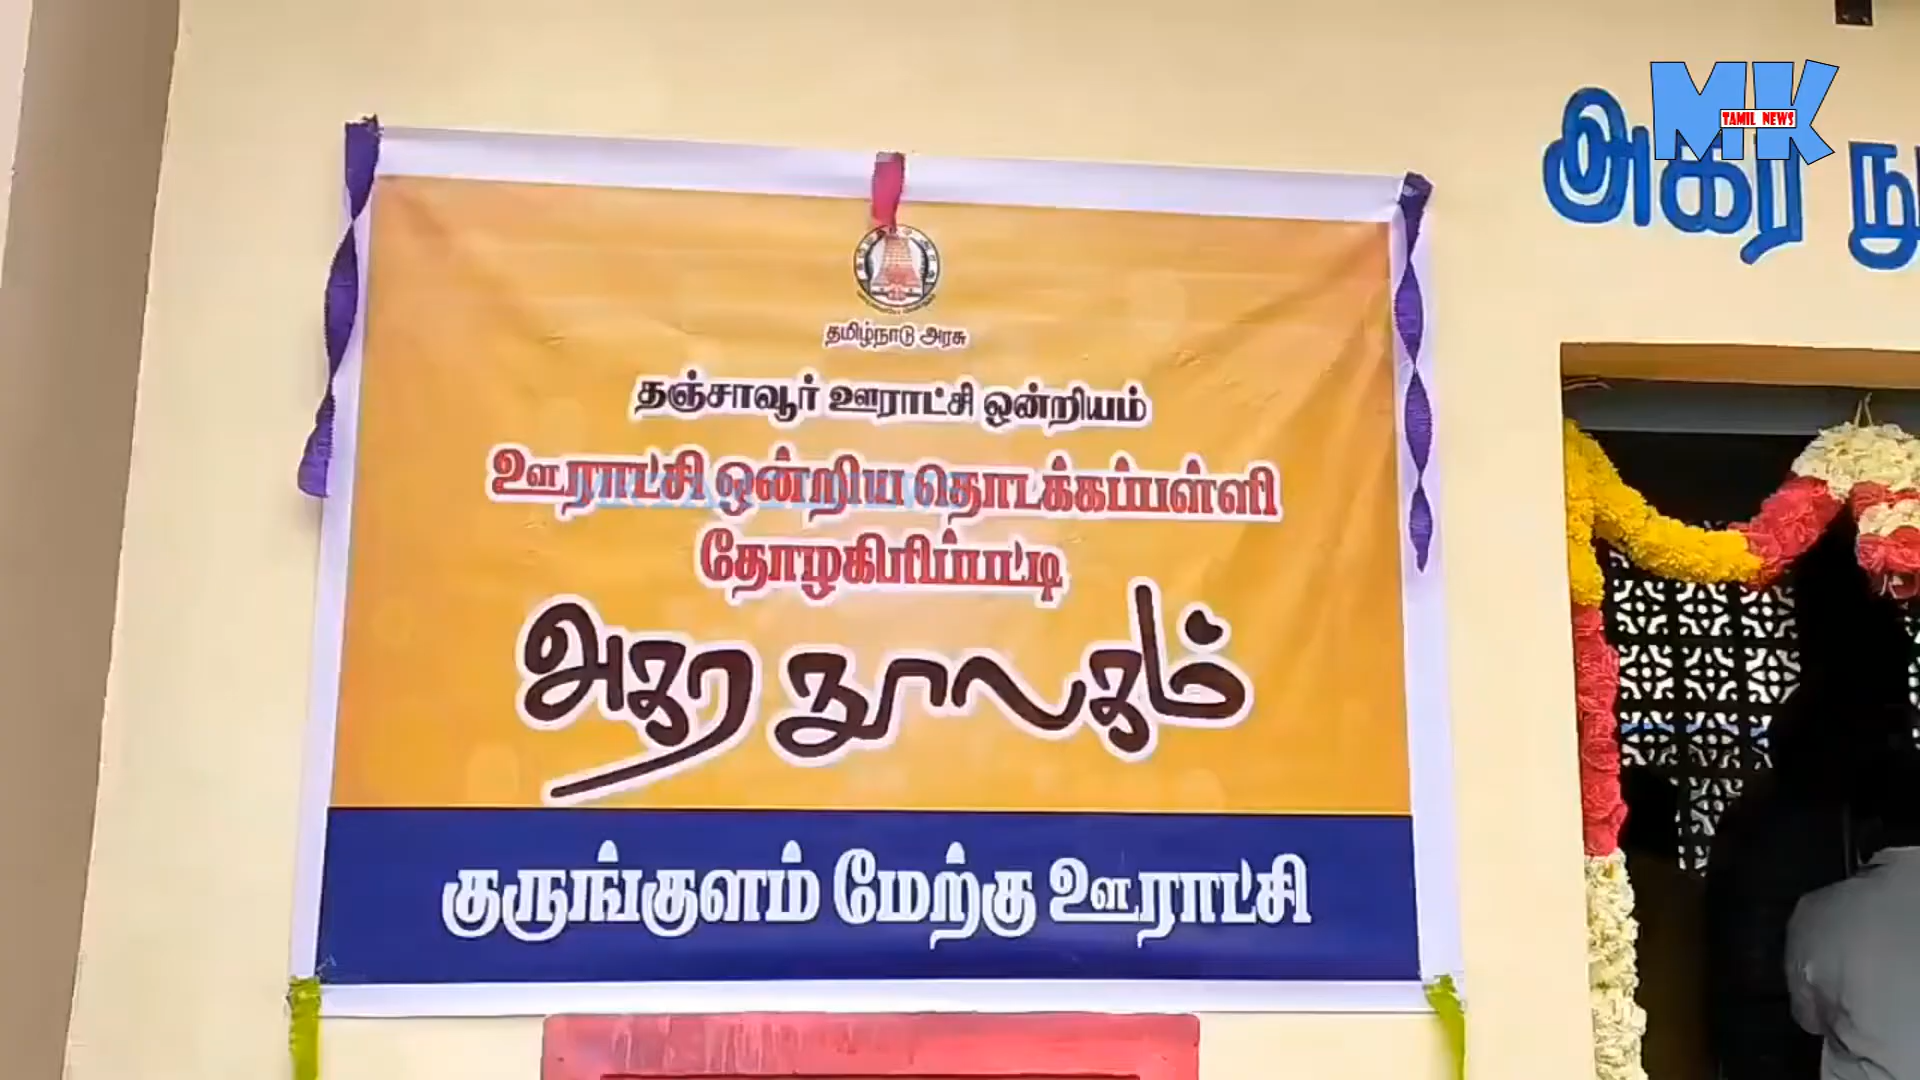 MK
TAMIL NEWS
அகர நூ
தமிழ்நாடு அரசு
தஞ்சாவூர் ஊராட்சி ஒன்றியம்
ஊராட்சி ஒன்றிய தொடக்கப்பள்ளி
தோழகிரிப்பட்டி
அகர நூலகம்
குருங்குளம் மேற்கு ஊராட்சி